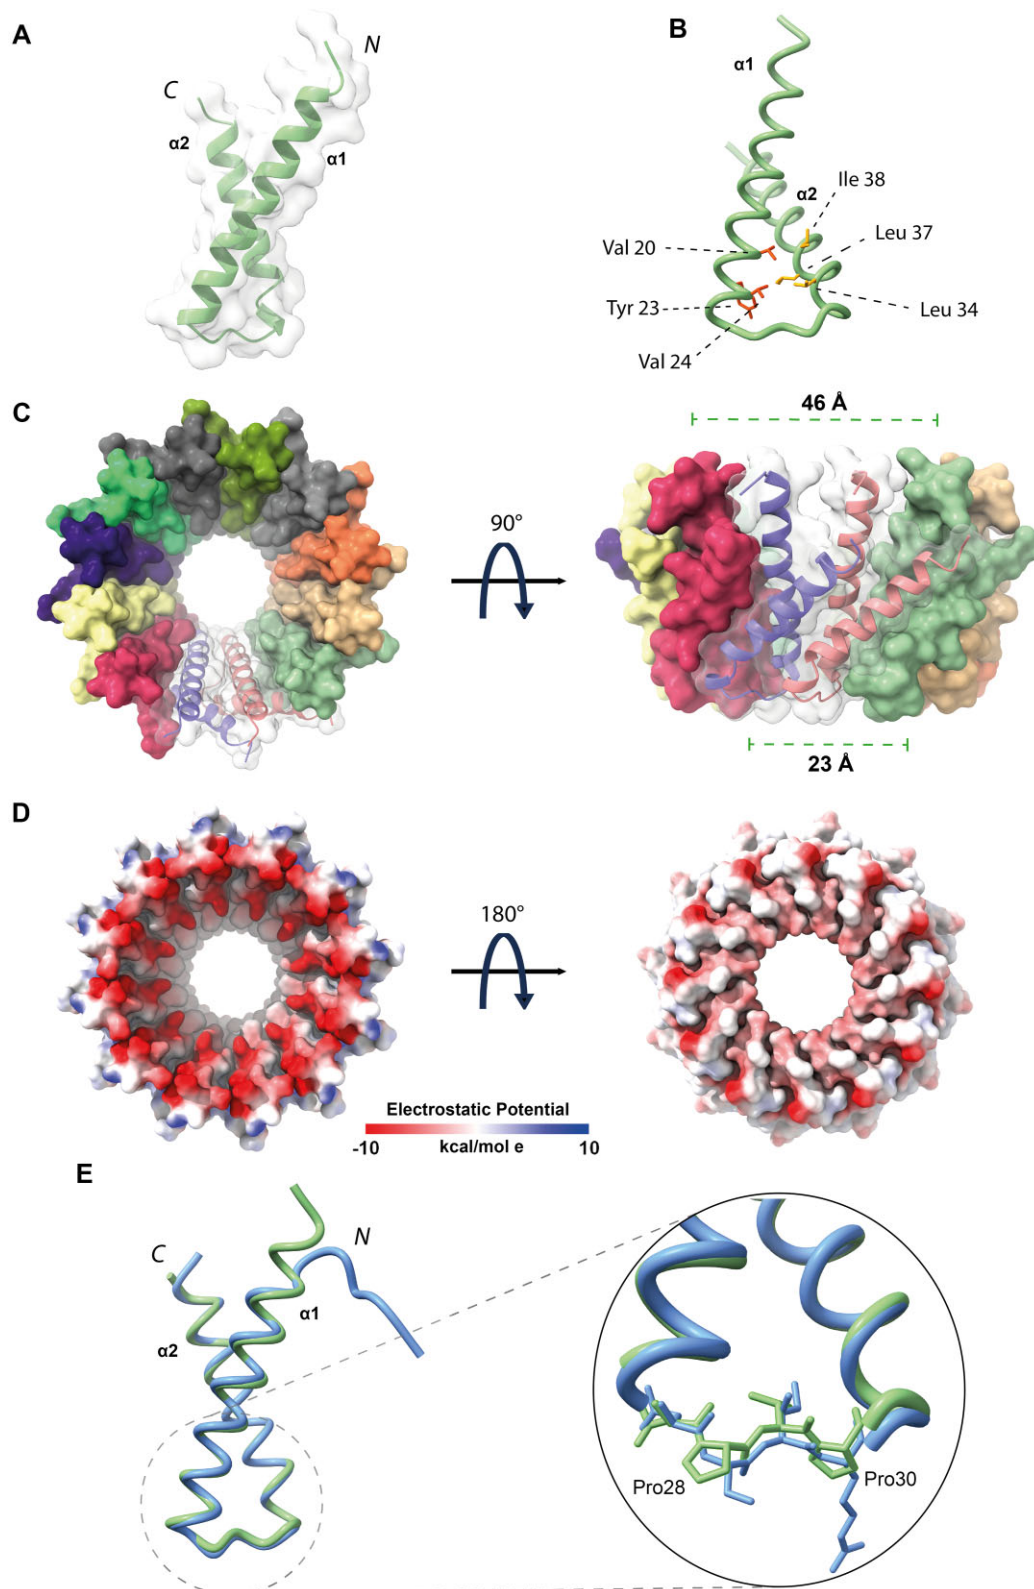 A
N
C
α2
α1
B
α1
α2
Ile 38
Leu 37
Val 20
Tyr 23
Leu 34
Val 24
C
46 Å
90°
23 Å
D
180°
Electrostatic Potential
-10 kcal/mol e 10
E
N
C
α1
α2
Pro28
Pro30